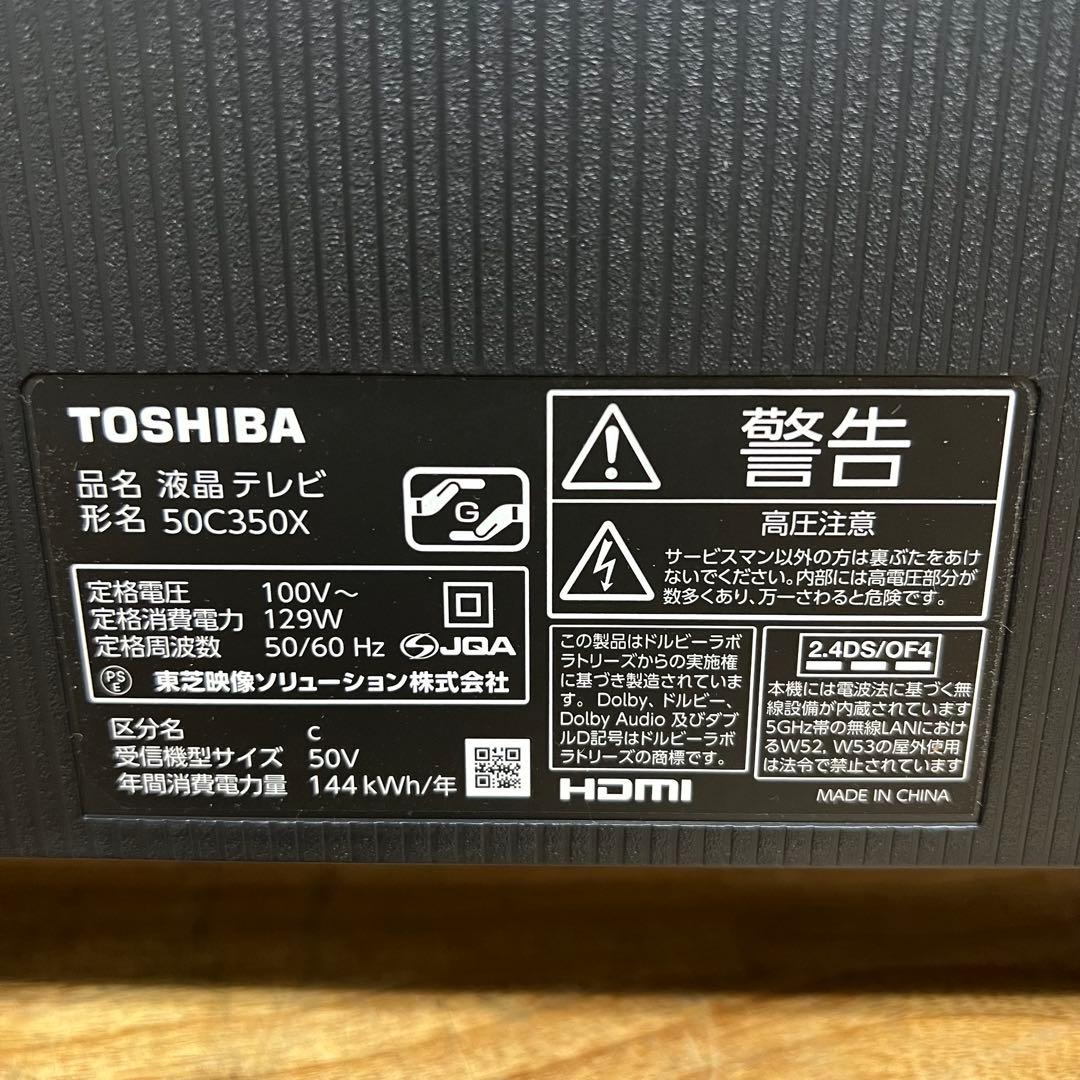 TOSHIBA
品名 液晶テレビ
形名 50C350X
G
定格電圧 100V～
定格消費電力 129W
定格周波数 50/60 Hz
JQA
PSE 東芝映像ソリューション株式会社
区分名 c
受信機型サイズ 50V
年間消費電力量 144 kWh/年
警告
高圧注意
サービスマン以外の方は裏ぶたをあけ
ないでください。内部には高電圧部分が
数多くあり、万一さわると危険です。
この製品はドルビーラボ
ラトリーズからの実施権
に基づき製造されていま
す。Dolby、ドルビー、
Dolby Audio 及びダブ
ルD記号はドルビーラボ
ラトリーズの商標です。
HDMI
2.4DS/OF4
本機には電波法に基づく無
線設備が内蔵されています
5GHz帯の無線LANにおけ
るW52, W53の屋外使用
は法令で禁止されています
MADE IN CHINA